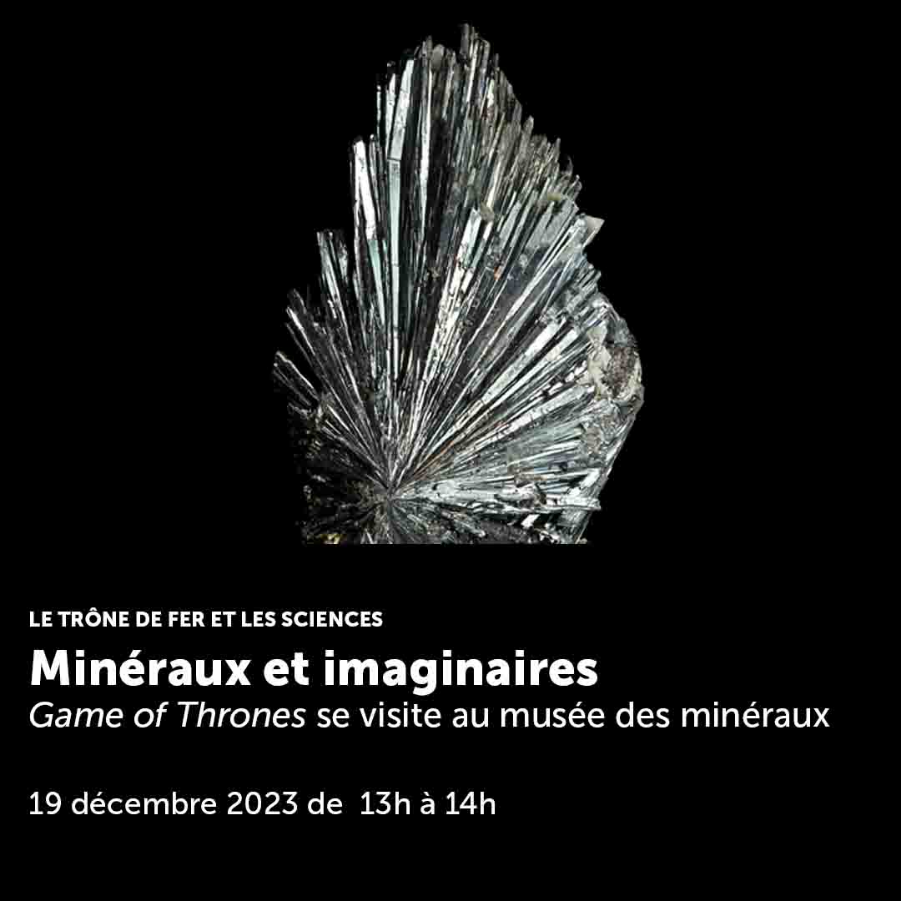 LE TRÔNE DE FER ET LES SCIENCES
Minéraux et imaginaires
Game of Thrones se visite au musée des minéraux
19 décembre 2023 de 13h à 14h